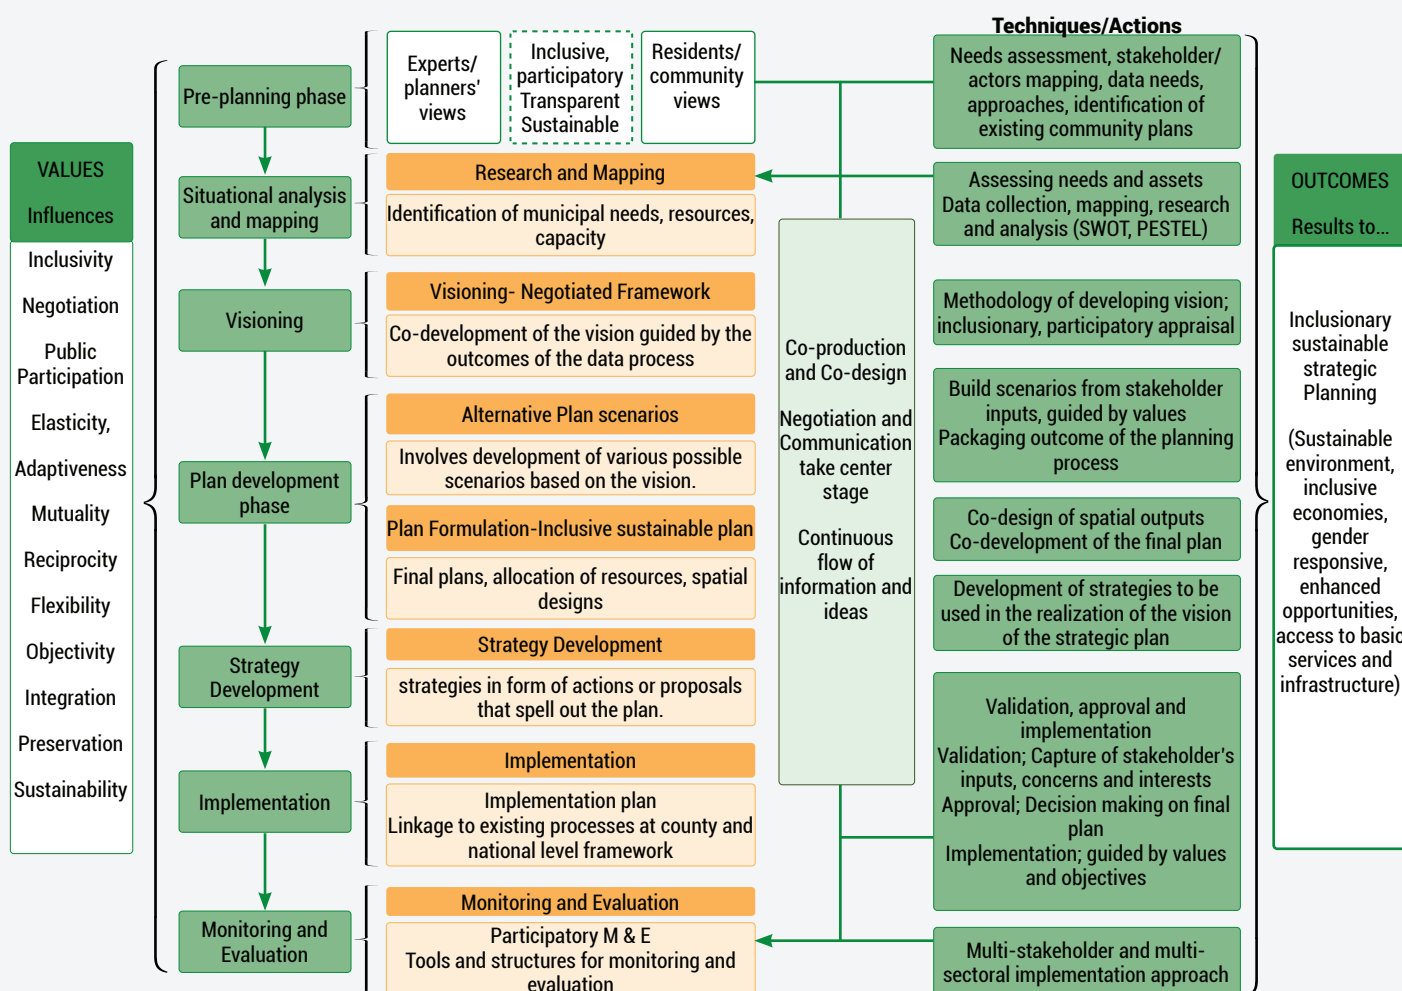 Techniques/Actions
VALUES
Influences
Inclusivity
Negotiation
Public
Participation
Elasticity,
Adaptiveness
Mutuality
Reciprocity
Flexibility
Objectivity
Integration
Preservation
Sustainability
Pre-planning phase
Situational analysis
and mapping
Visioning
Plan development
phase
Strategy
Development
Implementation
Monitoring and
Evaluation
Experts/
planners'
views
Inclusive,
participatory
Transparent
Sustainable
Residents/
community
views
Research and Mapping
Identification of municipal needs, resources,
capacity
Visioning- Negotiated Framework
Co-development of the vision guided by the
outcomes of the data process
Alternative Plan scenarios
Involves development of various possible
scenarios based on the vision.
Plan Formulation-Inclusive sustainable plan
Final plans, allocation of resources, spatial
designs
Strategy Development
strategies in form of actions or proposals
that spell out the plan.
Implementation
Implementation plan
Linkage to existing processes at county and
national level framework
Monitoring and Evaluation
Participatory M & E
Tools and structures for monitoring and
evaluation
Co-production
and Co-design
Negotiation and
Communication
take center
stage
Continuous
flow of
information and
ideas
Needs assessment, stakeholder/
actors mapping, data needs,
approaches, identification of
existing community plans
Assessing needs and assets
Data collection, mapping, research
and analysis (SWOT, PESTEL)
Methodology of developing vision;
inclusionary, participatory appraisal
Build scenarios from stakeholder
inputs, guided by values
Packaging outcome of the planning
process
Co-design of spatial outputs
Co-development of the final plan
Development of strategies to be
used in the realization of the vision
of the strategic plan
Validation, approval and
implementation
Validation; Capture of stakeholder's
inputs, concerns and interests
Approval; Decision making on final
plan
Implementation; guided by values
and objectives
Multi-stakeholder and multi-
sectoral implementation approach
OUTCOMES
Results to...
Inclusionary
sustainable
strategic
Planning
(Sustainable
environment,
inclusive
economies,
gender
responsive,
enhanced
opportunities,
access to basic
services and
infrastructure)